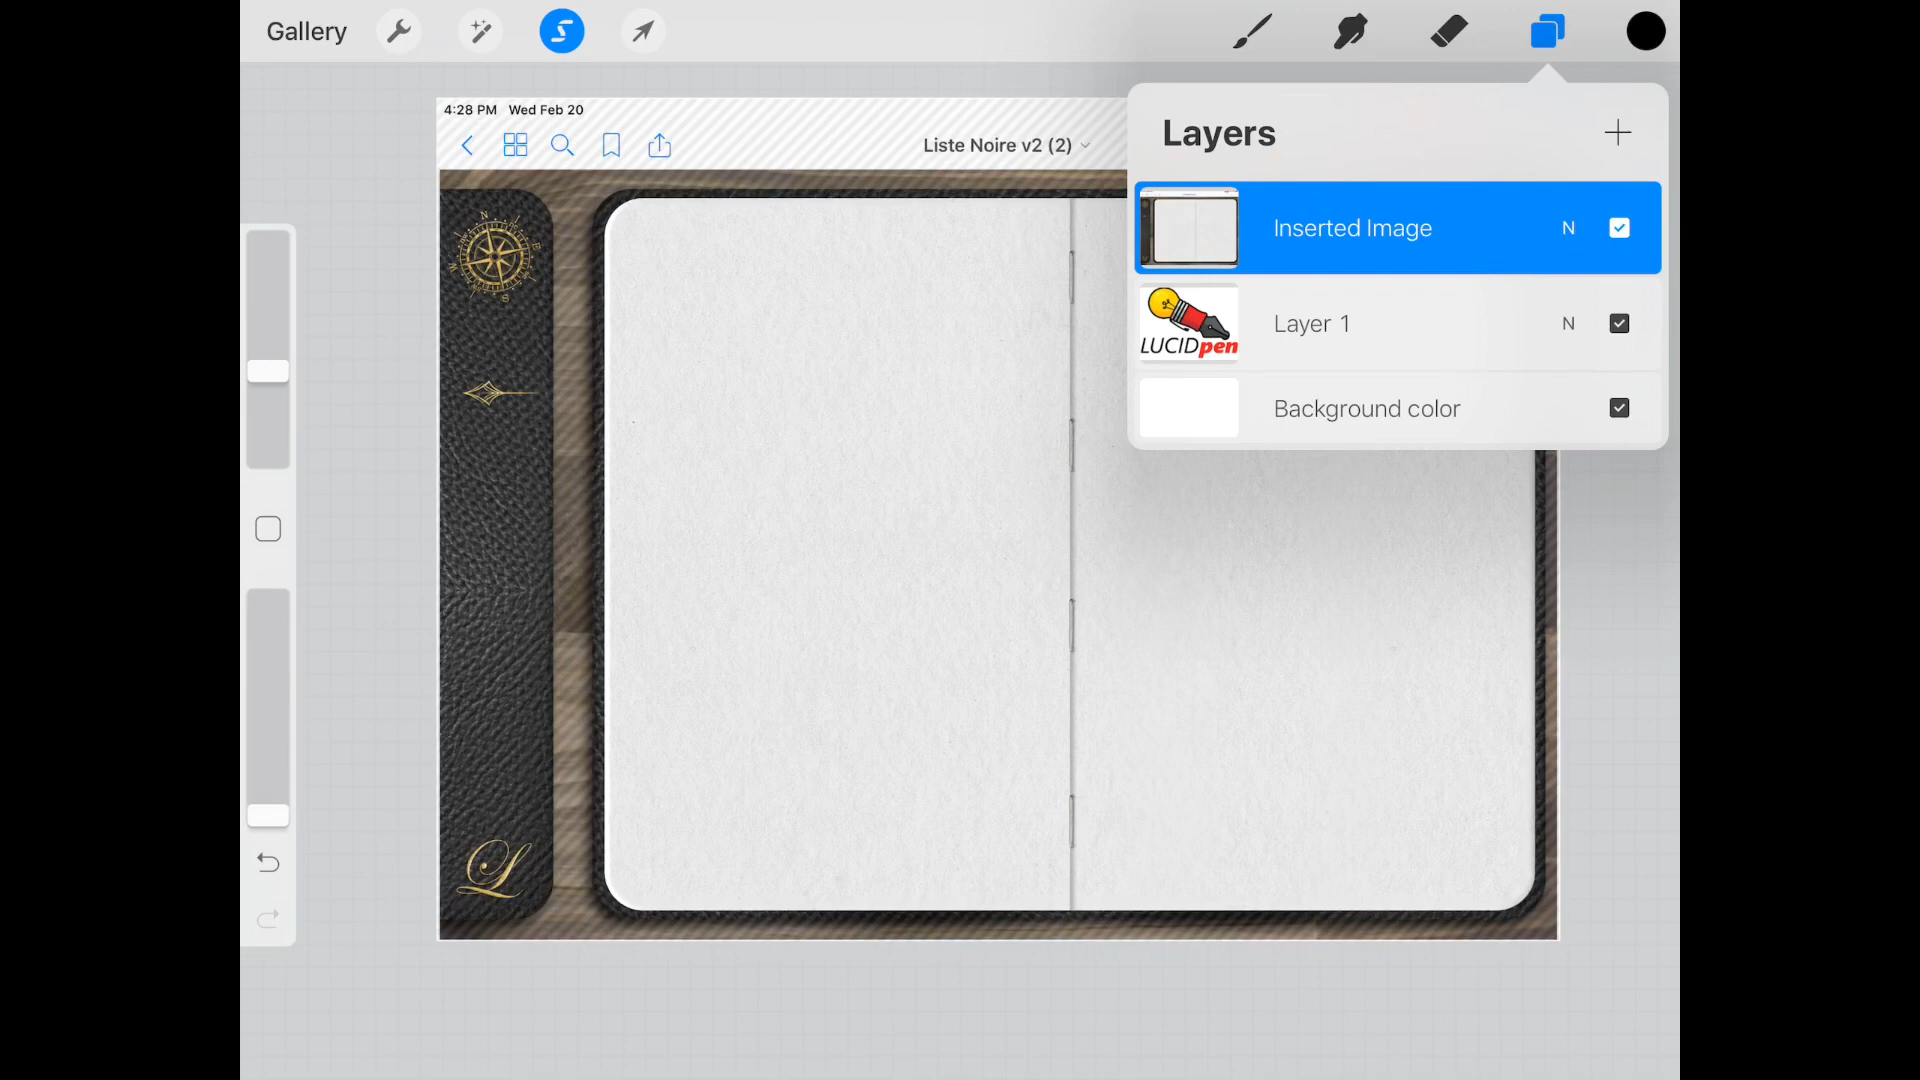 Gallery
4:28 PM Wed Feb 20
Liste Noire v2 (2)
Layers
Inserted Image N
Layer 1 N
LUCIDpen
Background color
N
E
S
W
L